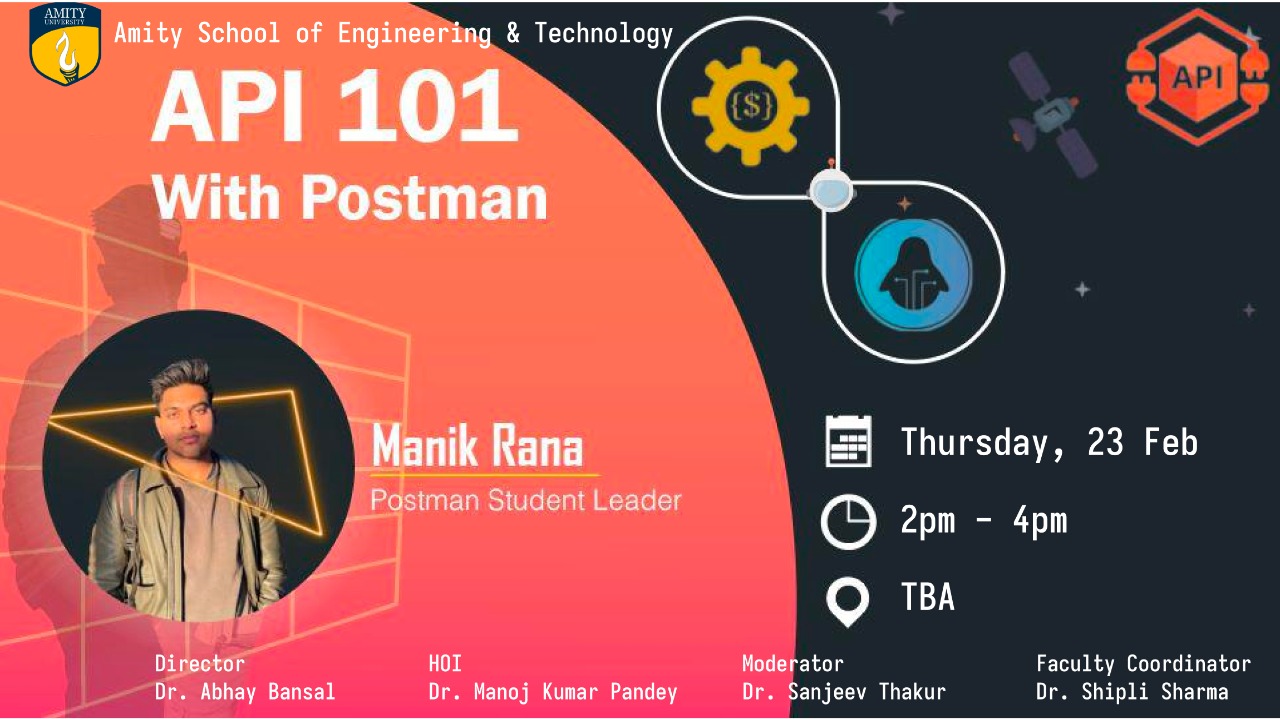 AMITY
UNIVERSITY
Amity School of Engineering & Technology
API 101
With Postman
{$}
API
Manik Rana
Postman Student Leader
Thursday, 23 Feb
2pm - 4pm
TBA
Director
Dr. Abhay Bansal
HOI
Dr. Manoj Kumar Pandey
Moderator
Dr. Sanjeev Thakur
Faculty Coordinator
Dr. Shipli Sharma